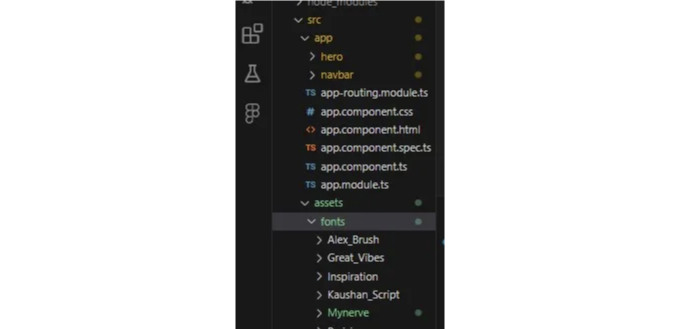 node_modules
src
app
hero
navbar
TS app-routing.module.ts
# app.component.css
<> app.component.html
TS app.component.spec.ts
TS app.component.ts
TS app.module.ts
assets
fonts
Alex_Brush
Great_Vibes
Inspiration
Kaushan_Script
Mynerve